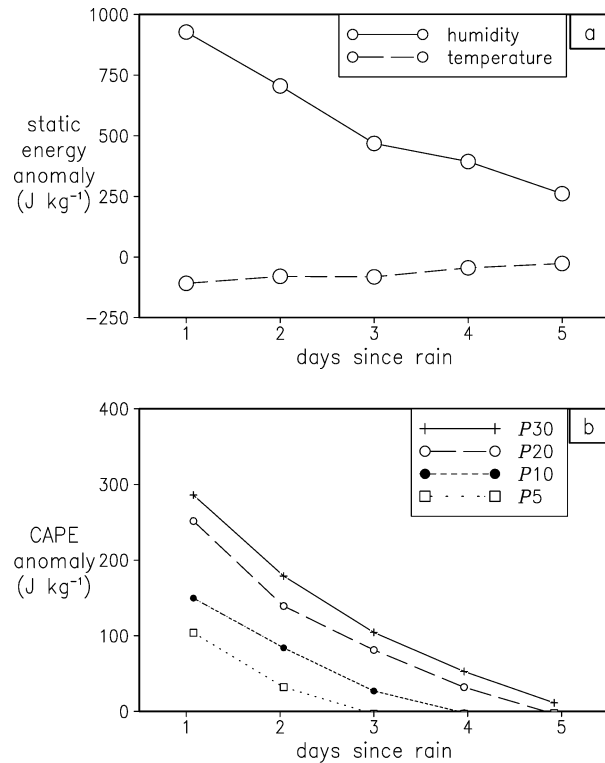 1000
750
500
250
0
−250
static
energy
anomaly
(J kg⁻¹)
humidity
temperature
a
1 2 3 4 5
days since rain
400
300
200
100
0
CAPE
anomaly
(J kg⁻¹)
P30
P20
P10
P5
b
1 2 3 4 5
days since rain